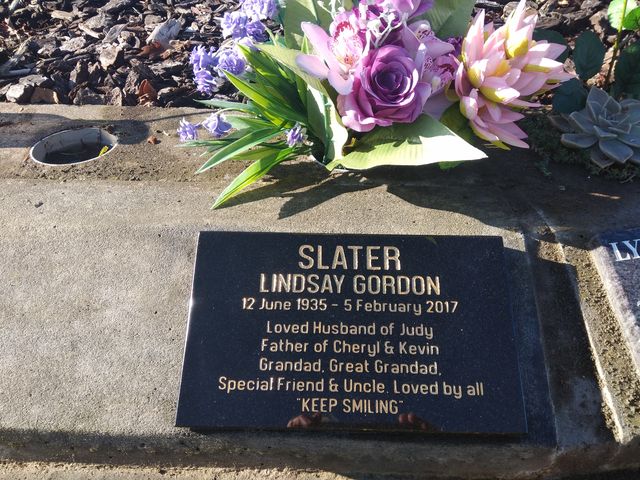 SLATER
LINDSAY GORDON
12 June 1935 - 5 February 2017
Loved Husband of Judy
Father of Cheryl & Kevin
Grandad, Great Grandad,
Special Friend & Uncle. Loved by all
"KEEP SMILING"
LY